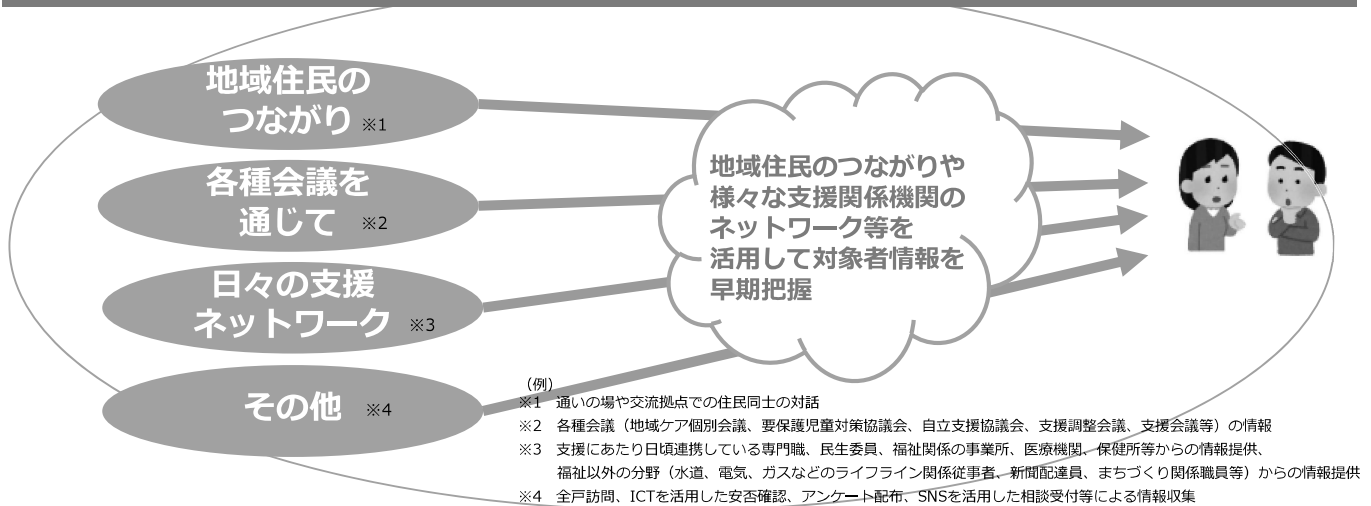 地域住民の
つながり ※1
各種会議を
通じて ※2
日々の支援
ネットワーク ※3
その他 ※4
地域住民のつながりや
様々な支援関係機関の
ネットワーク等を
活用して対象者情報を
早期把握
（例）
※1 通いの場や交流拠点での住民同士の対話
※2 各種会議（地域ケア個別会議、要保護児童対策協議会、自立支援協議会、支援調整会議、支援会議等）の情報
※3 支援にあたり日頃連携している専門職、民生委員、福祉関係の事業所、医療機関、保健所等からの情報提供、
福祉以外の分野（水道、電気、ガスなどのライフライン関係従事者、新聞配達員、まちづくり関係職員等）からの情報提供
※4 全戸訪問、ICTを活用した安否確認、アンケート配布、SNSを活用した相談受付等による情報収集